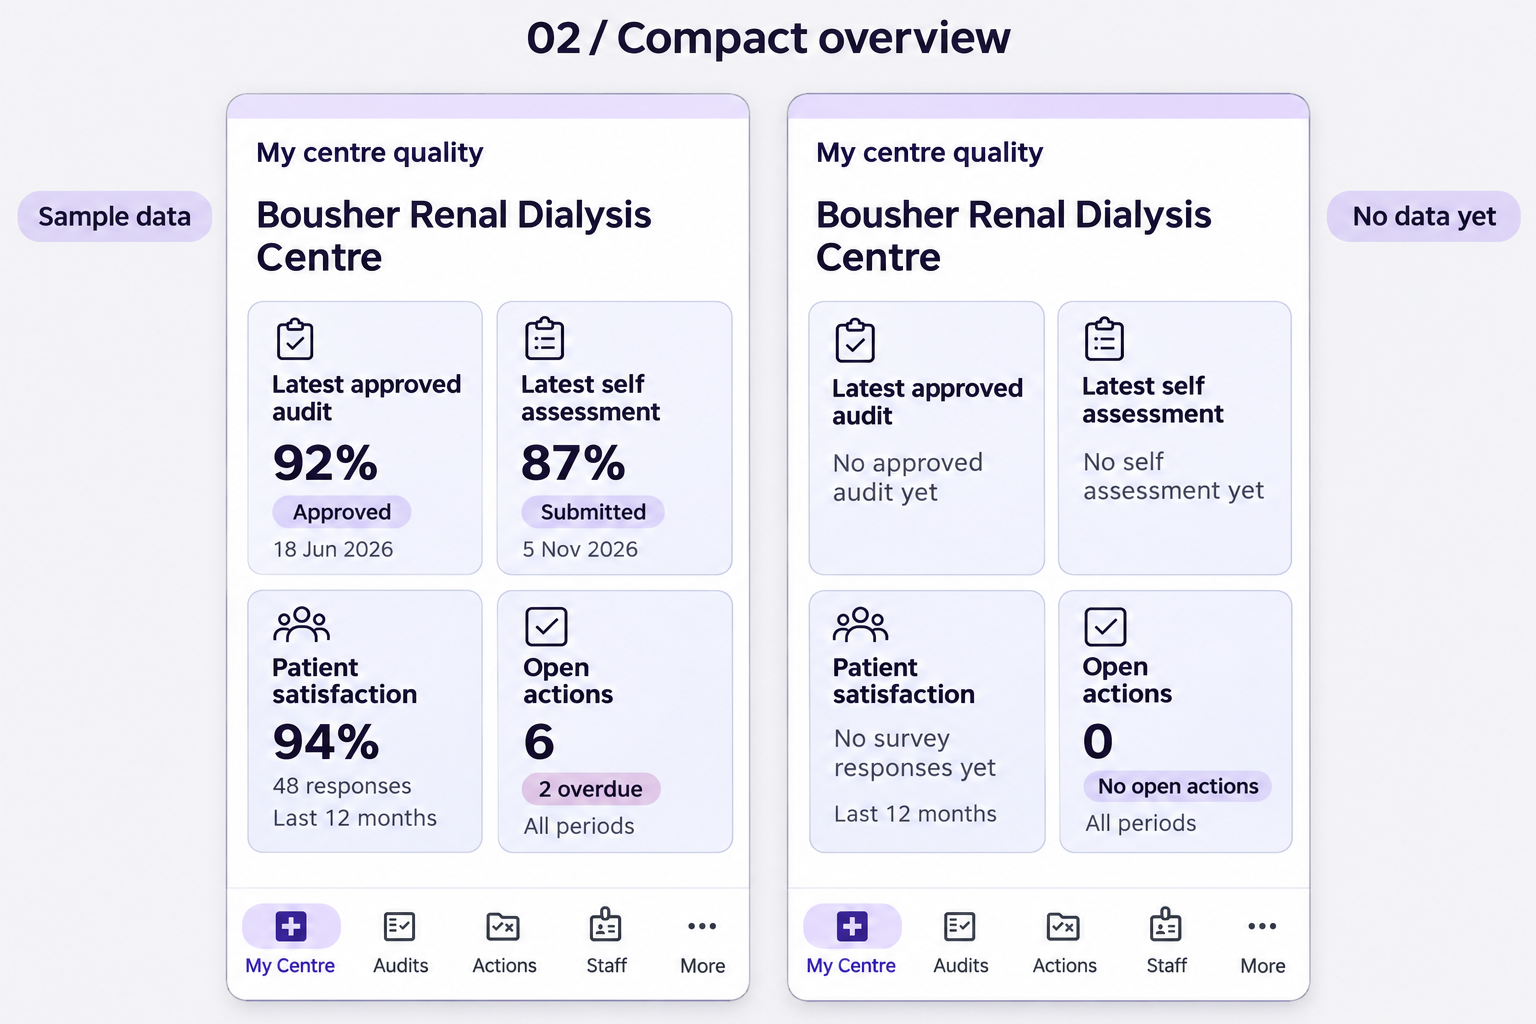 02 / Compact overview
Sample data
My centre quality
Bousher Renal Dialysis
Centre
Latest approved
audit
92%
Approved
18 Jun 2026
Latest self
assessment
87%
Submitted
5 Nov 2026
Patient
satisfaction
94%
48 responses
Last 12 months
Open
actions
6
2 overdue
All periods
My Centre
Audits
Actions
Staff
More
No data yet
My centre quality
Bousher Renal Dialysis
Centre
Latest approved
audit
No approved
audit yet
Latest self
assessment
No self
assessment yet
Patient
satisfaction
No survey
responses yet
Last 12 months
Open
actions
0
No open actions
All periods
My Centre
Audits
Actions
Staff
More